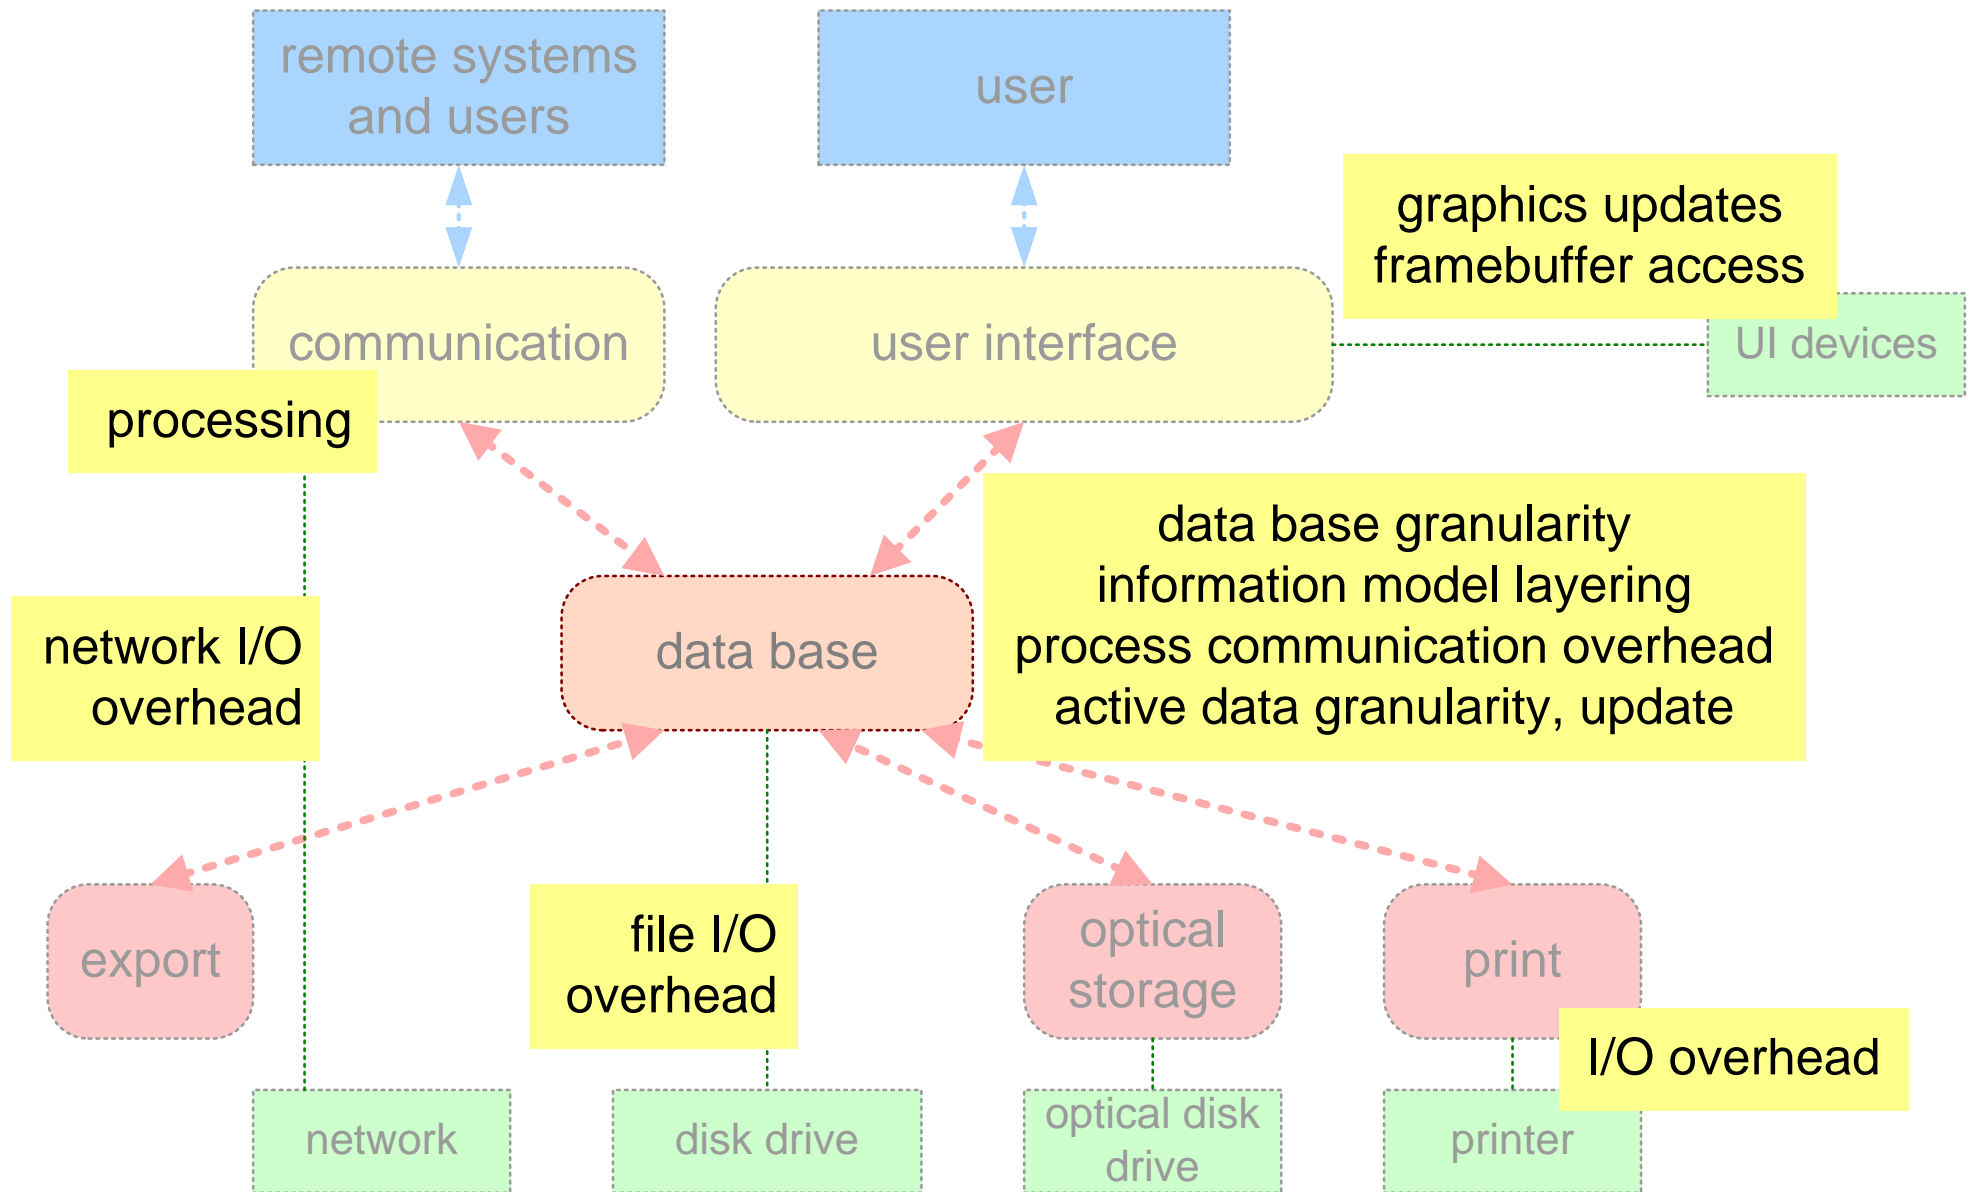 remote systems
and users
user
graphics updates
framebuffer access
communication
user interface
UI devices
processing
data base granularity
information model layering
process communication overhead
active data granularity, update
network I/O
overhead
data base
export
file I/O
overhead
optical
storage
print
I/O overhead
network
disk drive
optical disk
drive
printer